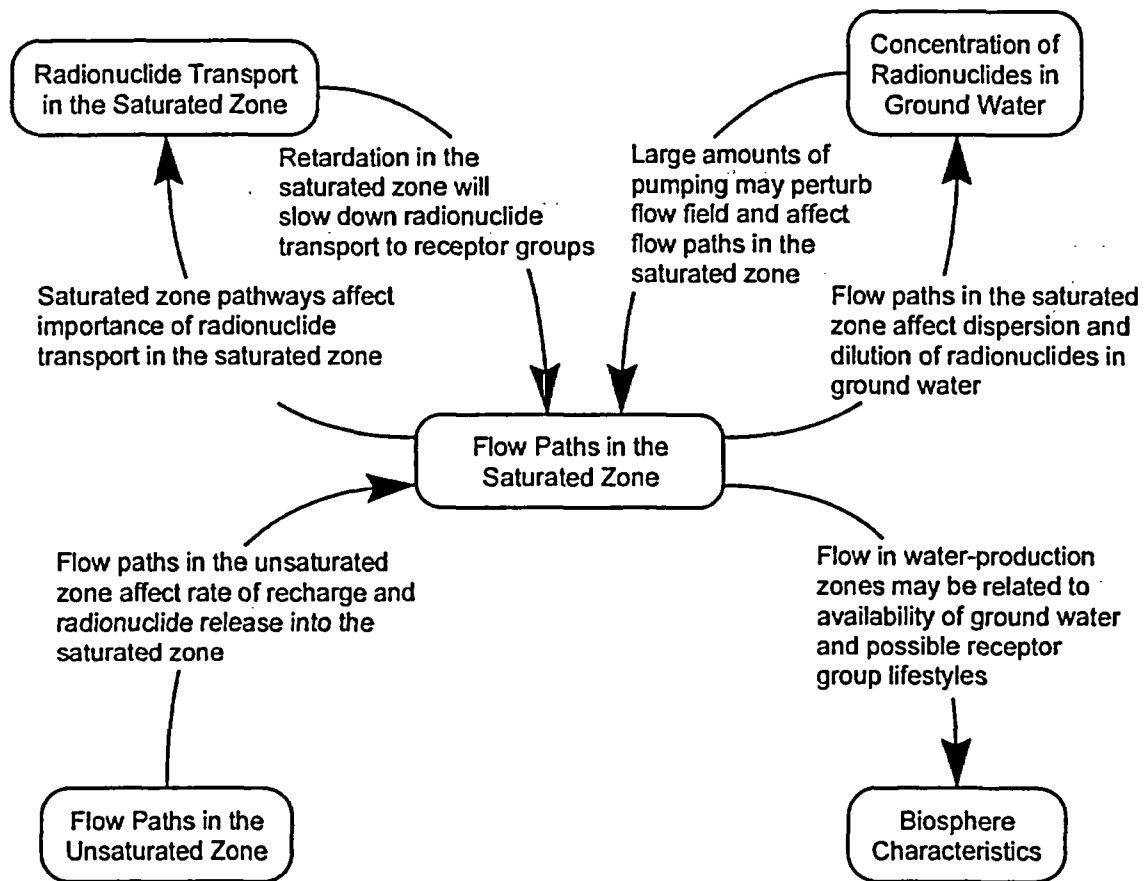 Radionuclide Transport
in the Saturated Zone
Concentration of
Radionuclides in
Ground Water
Retardation in the
saturated zone will
slow down radionuclide
transport to receptor groups
Large amounts of
pumping may perturb
flow field and affect
flow paths in the
saturated zone
Saturated zone pathways affect
importance of radionuclide
transport in the saturated zone
Flow paths in the saturated
zone affect dispersion and
dilution of radionuclides in
ground water
Flow Paths in the
Saturated Zone
Flow paths in the unsaturated
zone affect rate of recharge and
radionuclide release into the
saturated zone
Flow in water-production
zones may be related to
availability of ground water
and possible receptor
group lifestyles
Flow Paths in the
Unsaturated Zone
Biosphere
Characteristics